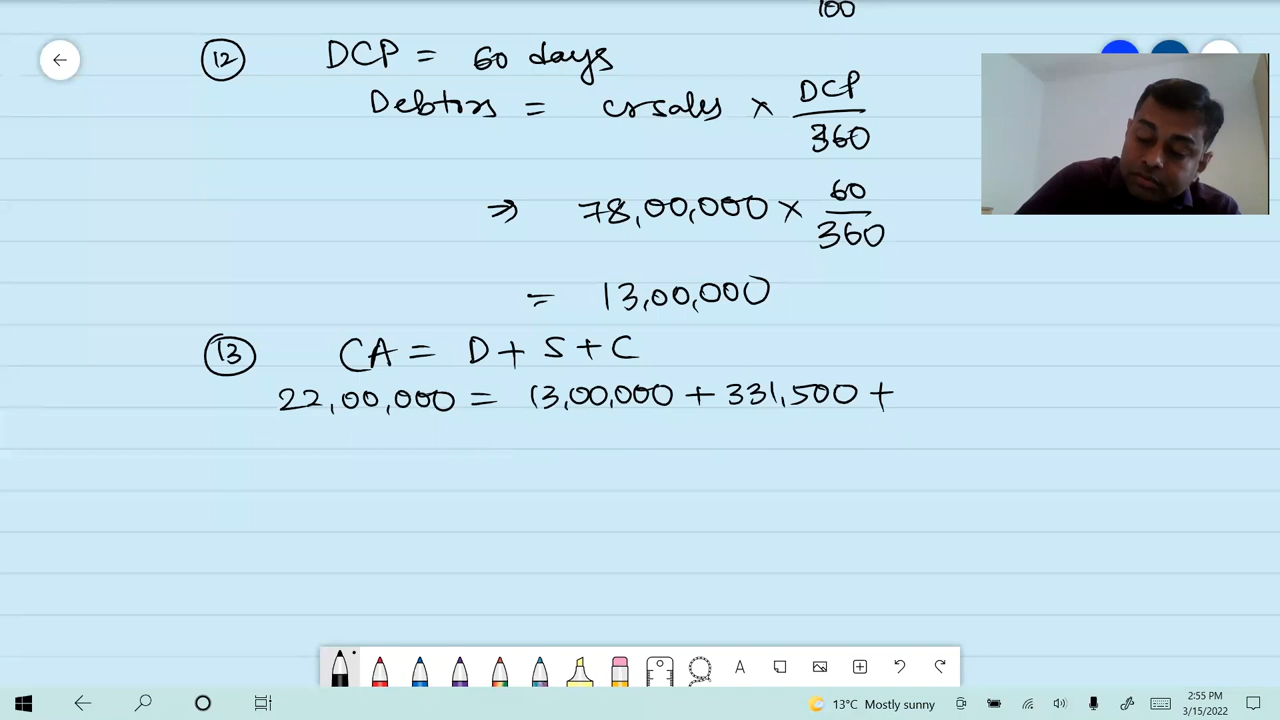 100
12 DCP = 60 days
Debtors = crsales × DCP/360
⇒ 78,00,000 × 60/360
= 13,00,000
13 CA = D + S + C
22,00,000 = 13,00,000 + 331,500 +
A
13°C Mostly sunny
2:55 PM
3/15/2022